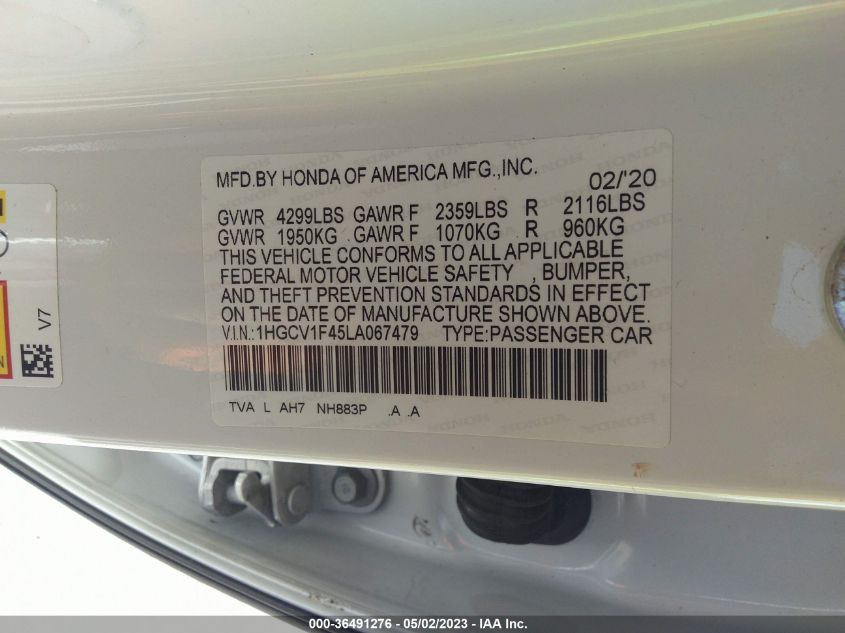 MFD.BY HONDA OF AMERICA MFG.,INC. 02/'20
GVWR 4299LBS GAWR F 2359LBS R 2116LBS
GVWR 1950KG GAWR F 1070KG R 960KG
THIS VEHICLE CONFORMS TO ALL APPLICABLE
FEDERAL MOTOR VEHICLE SAFETY , BUMPER,
AND THEFT PREVENTION STANDARDS IN EFFECT
ON THE DATE OF MANUFACTURE SHOWN ABOVE.
V.I.N.:1HGCV1F45LA067479 TYPE:PASSENGER CAR
TVA L AH7 NH883P .A .A
V7
000-36491276 - 05/02/2023 - IAA Inc.